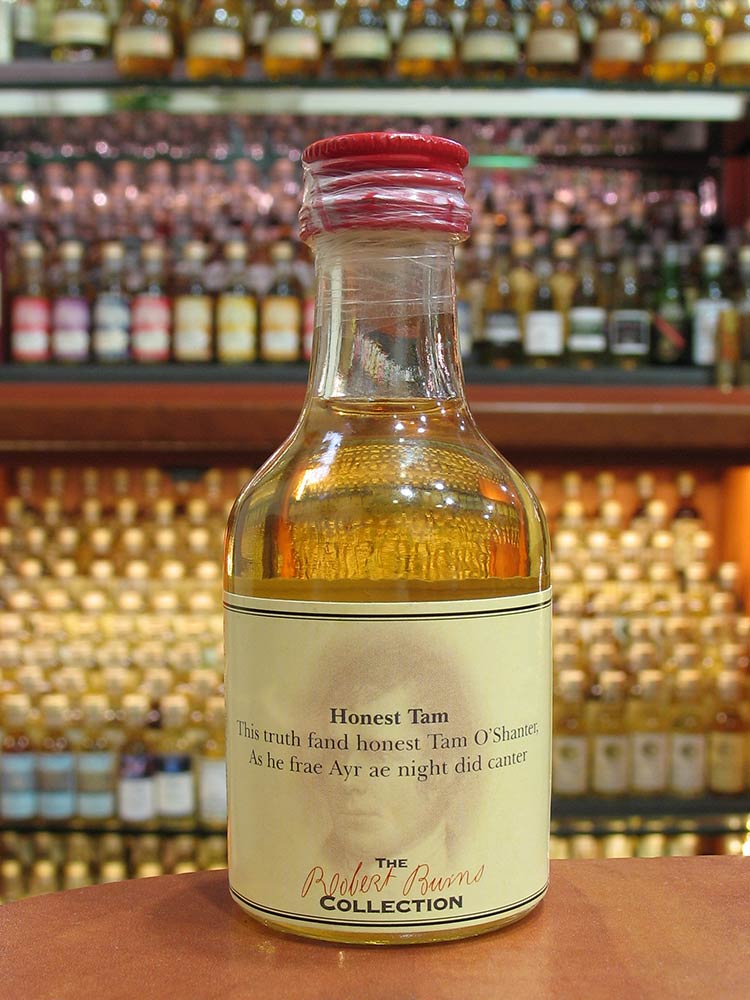 Honest Tam
This truth fand honest Tam O'Shanter,
As he frae Ayr ae night did canter
THE
Robert Burns
COLLECTION